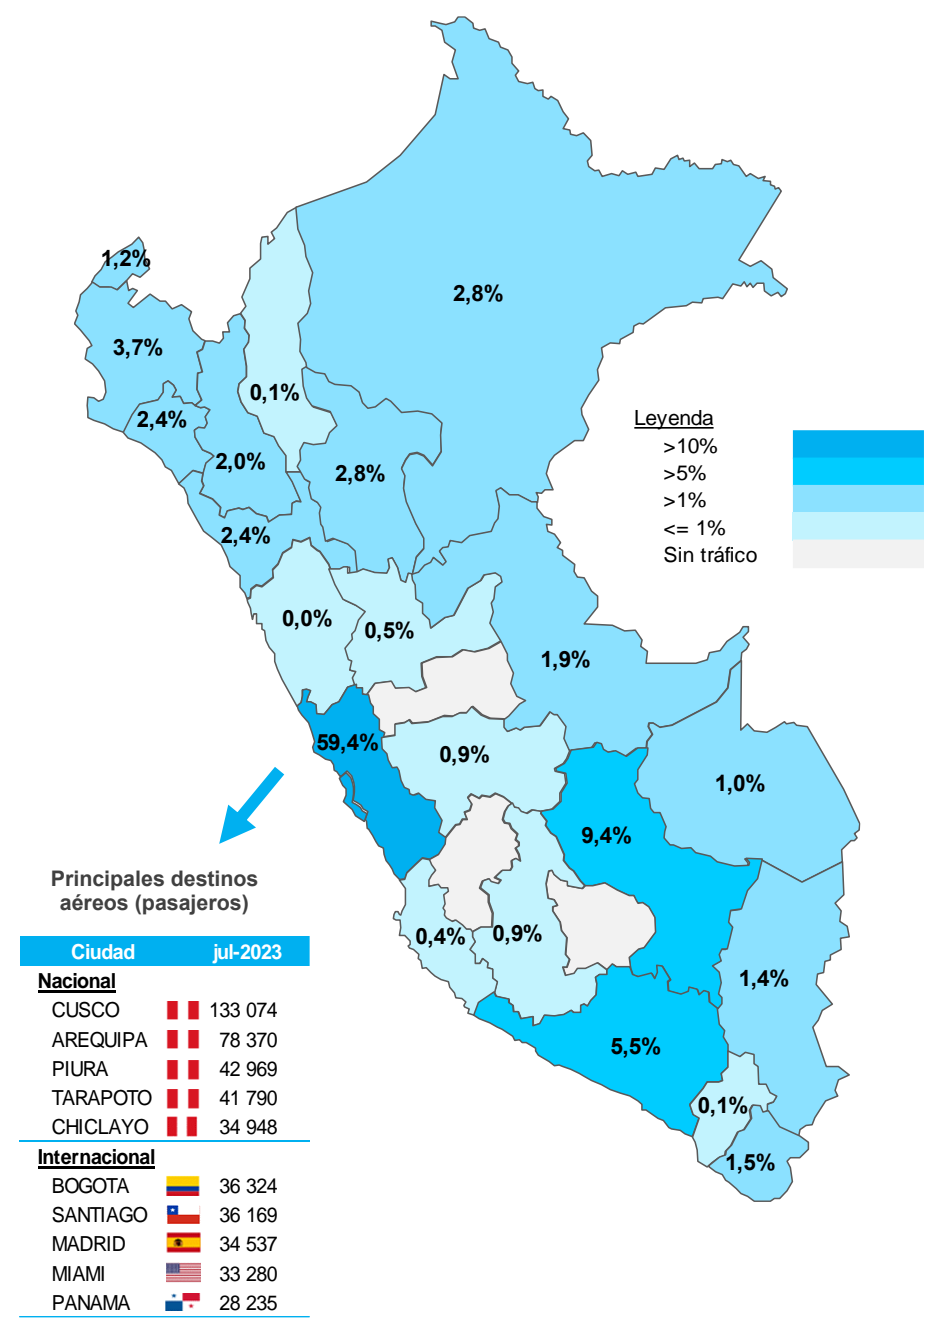 1,2%
2,8%
3,7%
0,1%
2,4%
2,0%
2,8%
2,4%
Leyenda
>10%
>5%
>1%
<= 1%
Sin tráfico
0,0%
0,5%
1,9%
59,4%
0,9%
1,0%
9,4%
0,4%
0,9%
1,4%
5,5%
0,1%
1,5%
Principales destinos
aéreos (pasajeros)
Ciudad jul-2023
Nacional
CUSCO 133 074
AREQUIPA 78 370
PIURA 42 969
TARAPOTO 41 790
CHICLAYO 34 948
Internacional
BOGOTA 36 324
SANTIAGO 36 169
MADRID 34 537
MIAMI 33 280
PANAMA 28 235